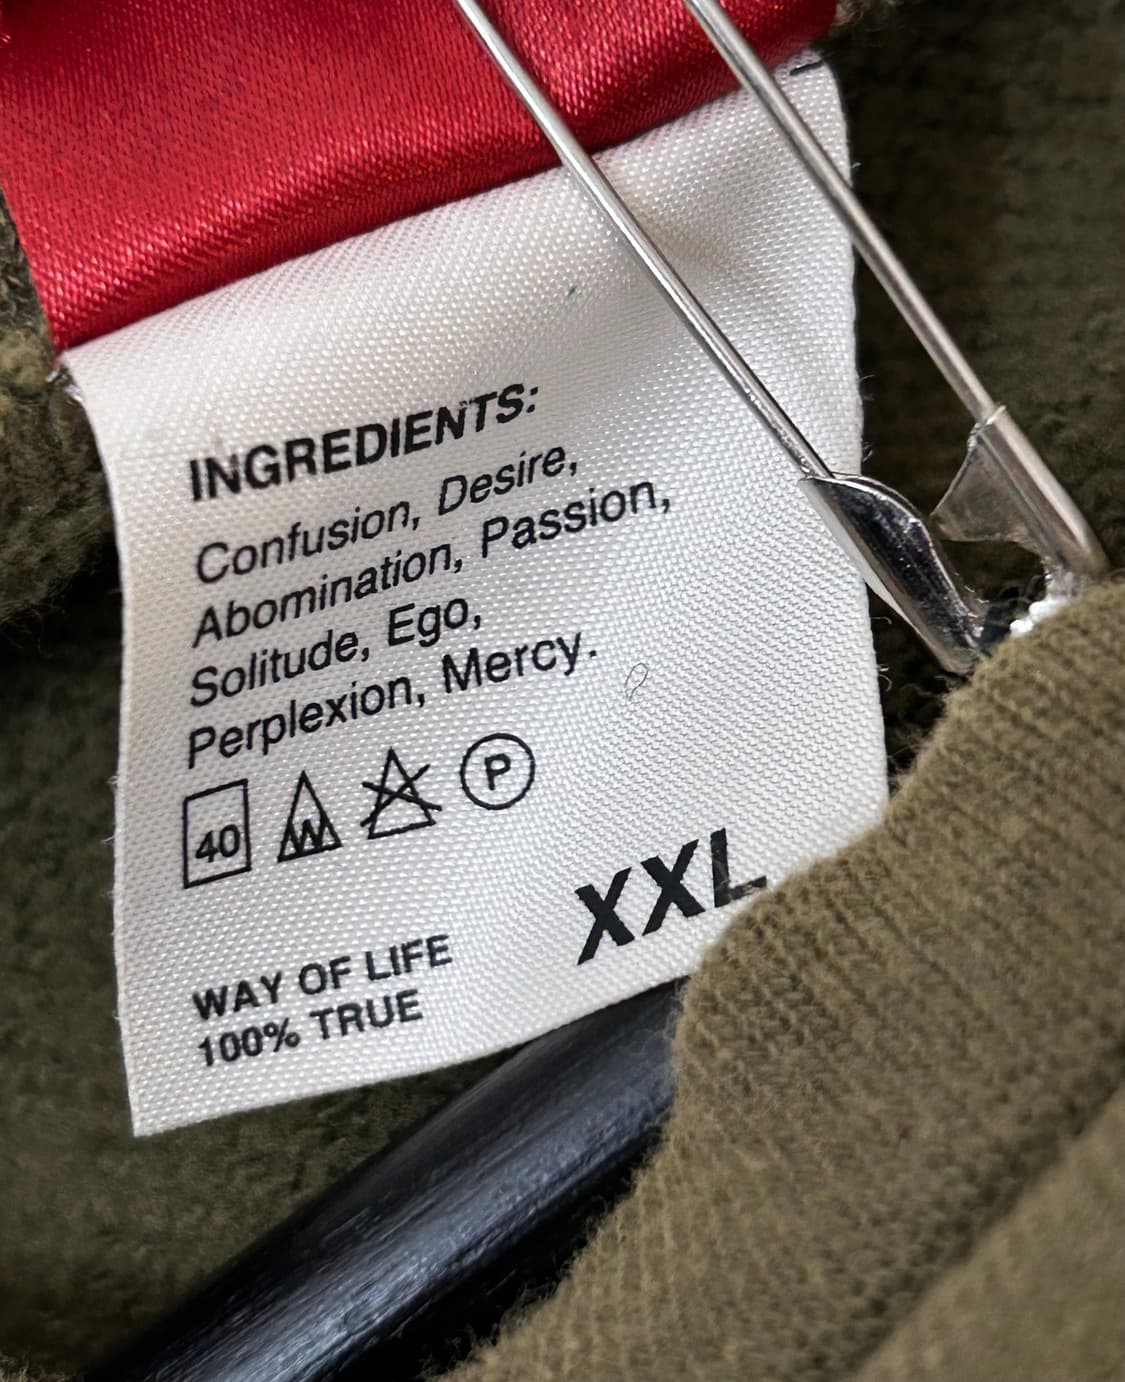 INGREDIENTS:
Confusion, Desire,
Abomination, Passion,
Solitude, Ego,
Perplexion, Mercy.
40 W P
XXL
WAY OF LIFE
100% TRUE